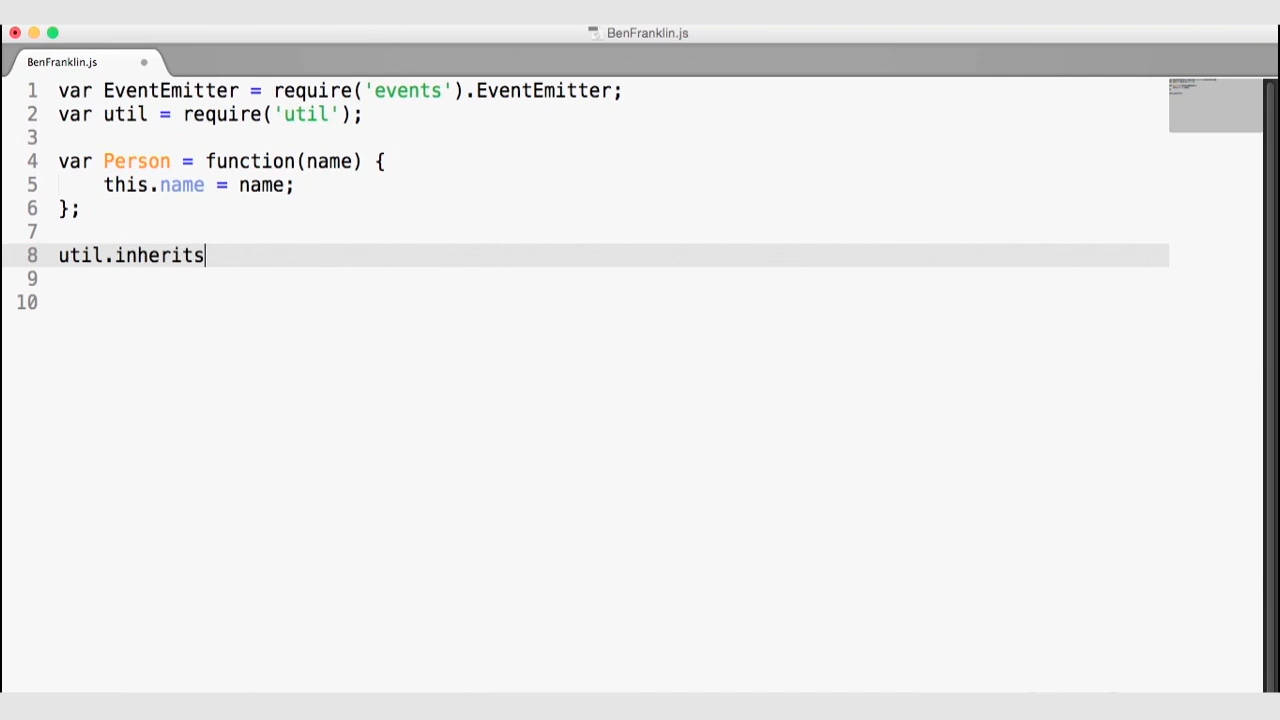 BenFranklin.js
BenFranklin.js
1 var EventEmitter = require('events').EventEmitter;
2 var util = require('util');
3
4 var Person = function(name) {
5     this.name = name;
6 };
7
8 util.inherits
9
10